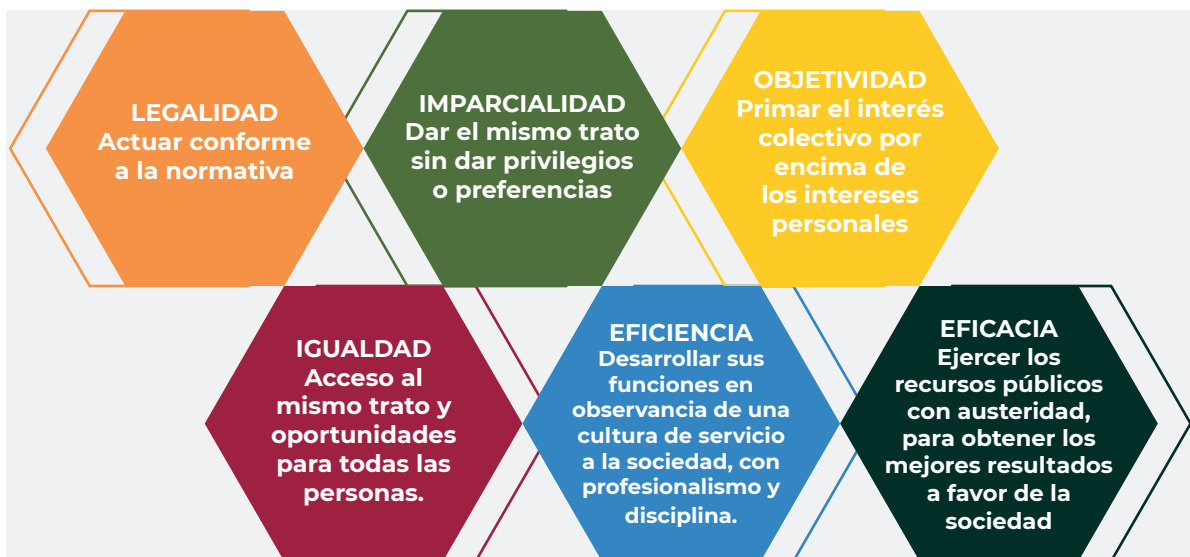 LEGALIDAD
Actuar conforme
a la normativa
IMPARCIALIDAD
Dar el mismo trato
sin dar privilegios
o preferencias
OBJETIVIDAD
Primar el interés
colectivo por
encima de
los intereses
personales
IGUALDAD
Acceso al
mismo trato y
oportunidades
para todas las
personas.
EFICIENCIA
Desarrollar sus
funciones en
observancia de una
cultura de servicio
a la sociedad, con
profesionalismo y
disciplina.
EFICACIA
Ejercer los
recursos públicos
con austeridad,
para obtener los
mejores resultados
a favor de la
sociedad